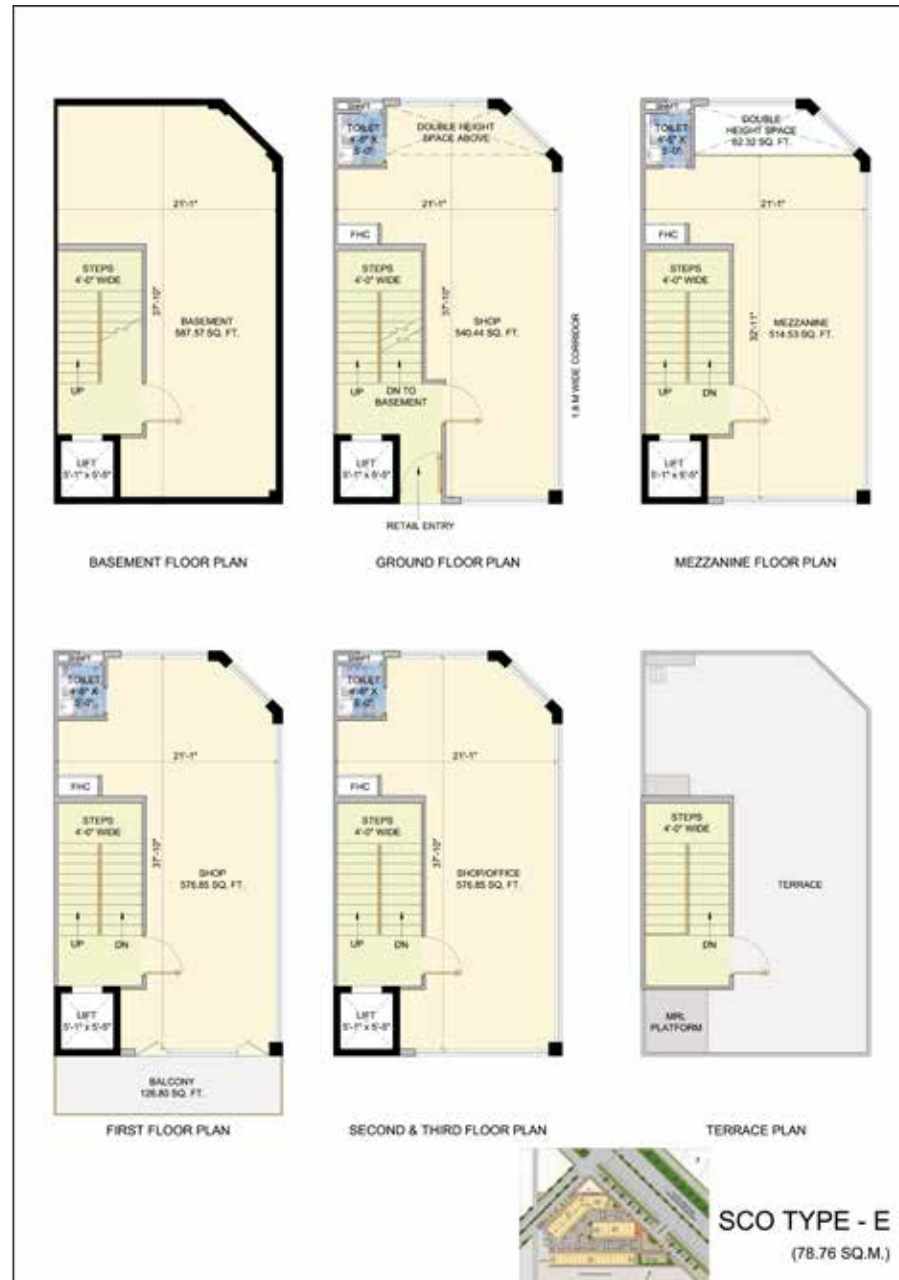 STEPS
4'-0" WIDE
21'-1"
37'-10"
BASEMENT
587.57 SQ. FT.
UP
LIFT
5'-1" x 5'-5"
BASEMENT FLOOR PLAN
SHAFT
TOILET
4'-6" X
5'-0"
DOUBLE HEIGHT
SPACE ABOVE
21'-1"
FHC
STEPS
4'-0" WIDE
37'-10"
SHOP
540.44 SQ. FT.
1.8 M WIDE CORRIDOR
UP
DN TO
BASEMENT
LIFT
5'-1" x 5'-5"
RETAIL ENTRY
GROUND FLOOR PLAN
SHAFT
TOILET
4'-6" X
5'-0"
DOUBLE
HEIGHT SPACE
62.32 SQ. FT.
21'-1"
FHC
STEPS
4'-0" WIDE
32'-11"
MEZZANINE
514.53 SQ. FT.
UP
DN
LIFT
5'-1" x 5'-5"
MEZZANINE FLOOR PLAN
SHAFT
TOILET
4'-6" X
5'-0"
21'-1"
FHC
STEPS
4'-0" WIDE
37'-10"
SHOP
576.85 SQ. FT.
UP
DN
LIFT
5'-1" x 5'-5"
BALCONY
126.80 SQ. FT.
FIRST FLOOR PLAN
SHAFT
TOILET
4'-6" X
5'-0"
21'-1"
FHC
STEPS
4'-0" WIDE
37'-10"
SHOP/OFFICE
576.85 SQ. FT.
UP
DN
LIFT
5'-1" x 5'-5"
SECOND & THIRD FLOOR PLAN
STEPS
4'-0" WIDE
TERRACE
DN
MRL
PLATFORM
TERRACE PLAN
SCO TYPE - E
(78.76 SQ.M.)